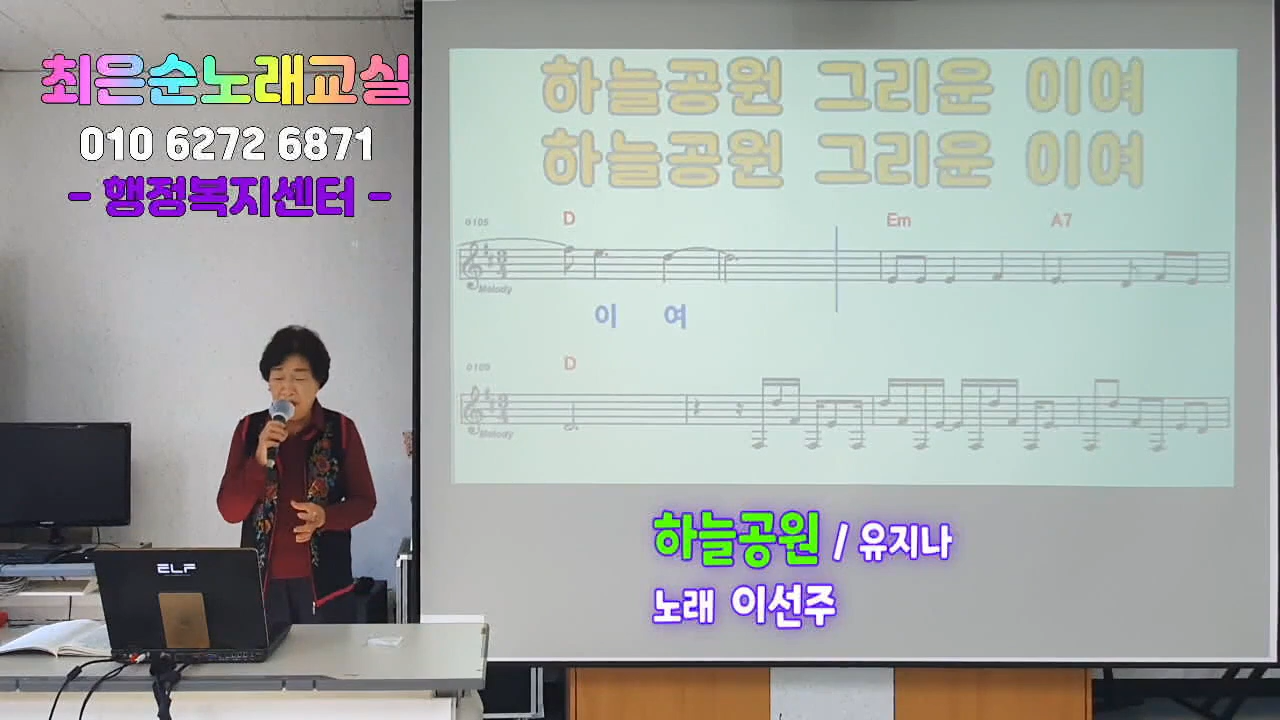 최은순노래교실
010 6272 6871
- 행정복지센터 -
하늘공원 그리운 이여
하늘공원 그리운 이여
D Em A7
Melody
이 여
D
Melody
ELF
하늘공원 / 유지나
노래 이선주